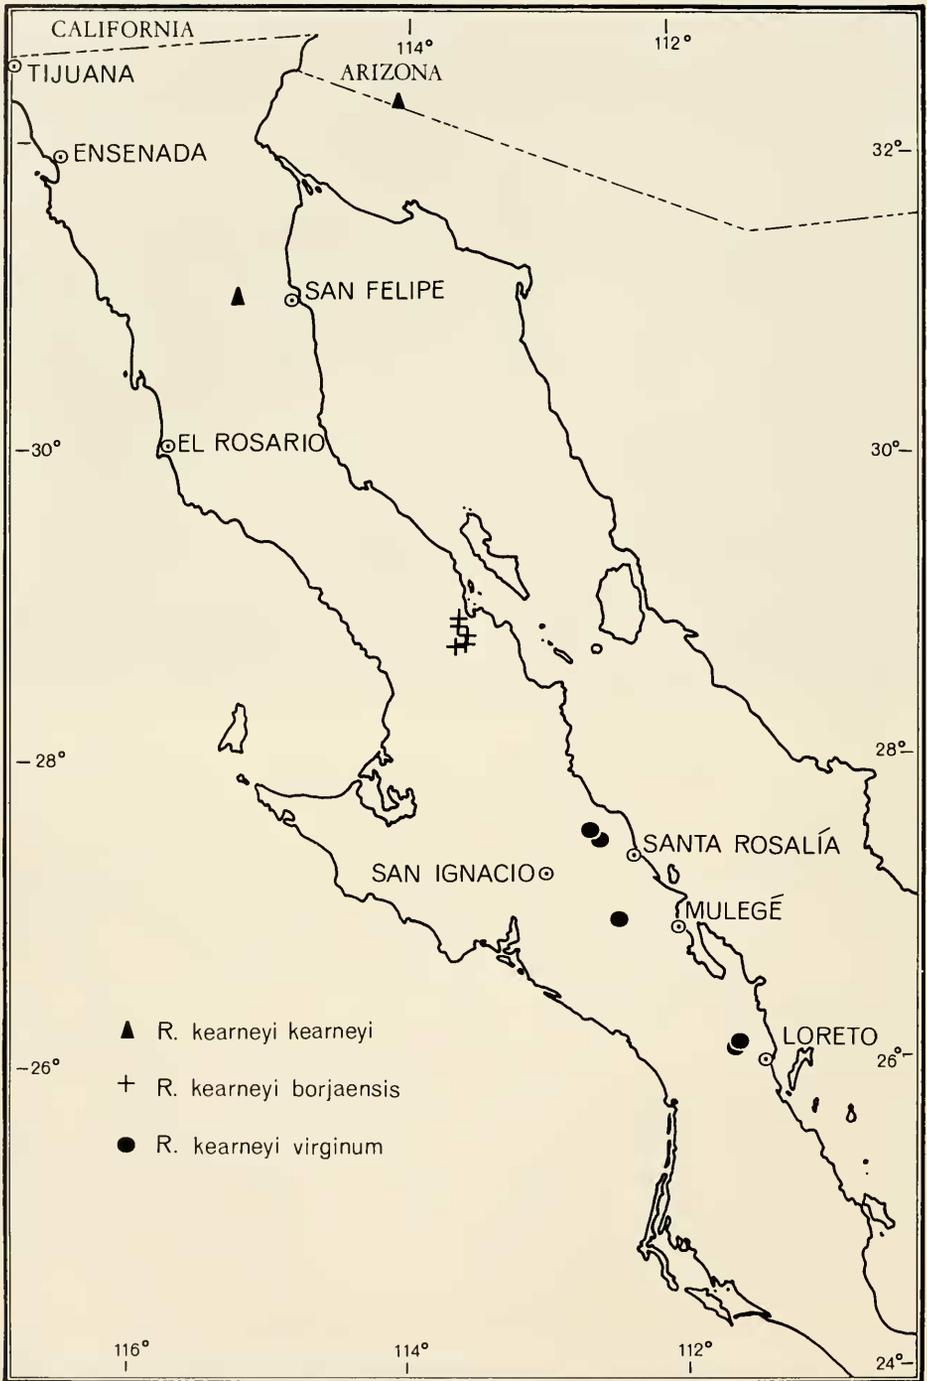 CALIFORNIA
114°
112°
TIJUANA
ARIZONA
ENSENADA
32°
SAN FELIPE
30°
EL ROSARIO
30°
28°
28°
SANTA ROSALÍA
SAN IGNACIO
MULEGÉ
R. kearneyi kearneyi
LORETO
26°
26°
R. kearneyi borjaensis
R. kearneyi virginum
116°
114°
112°
24°